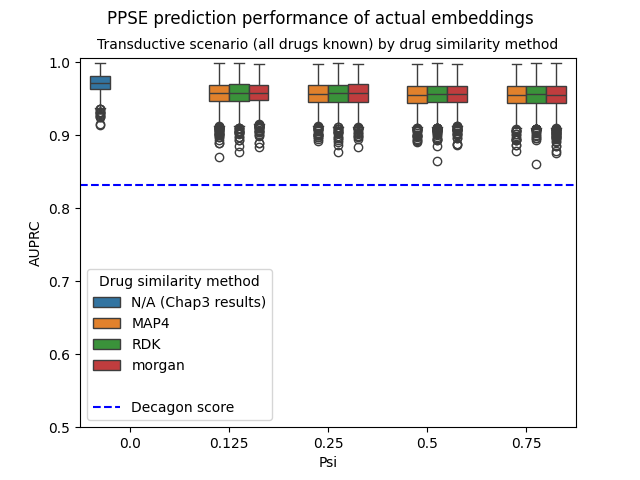 PPSE prediction performance of actual embeddings
Transductive scenario (all drugs known) by drug similarity method
1.0
0.9
0.8
0.7
0.6
0.5
AUPRC
Drug similarity method
N/A (Chap3 results)
MAP4
RDK
morgan
Decagon score
0.0
0.125
0.25
0.5
0.75
Psi